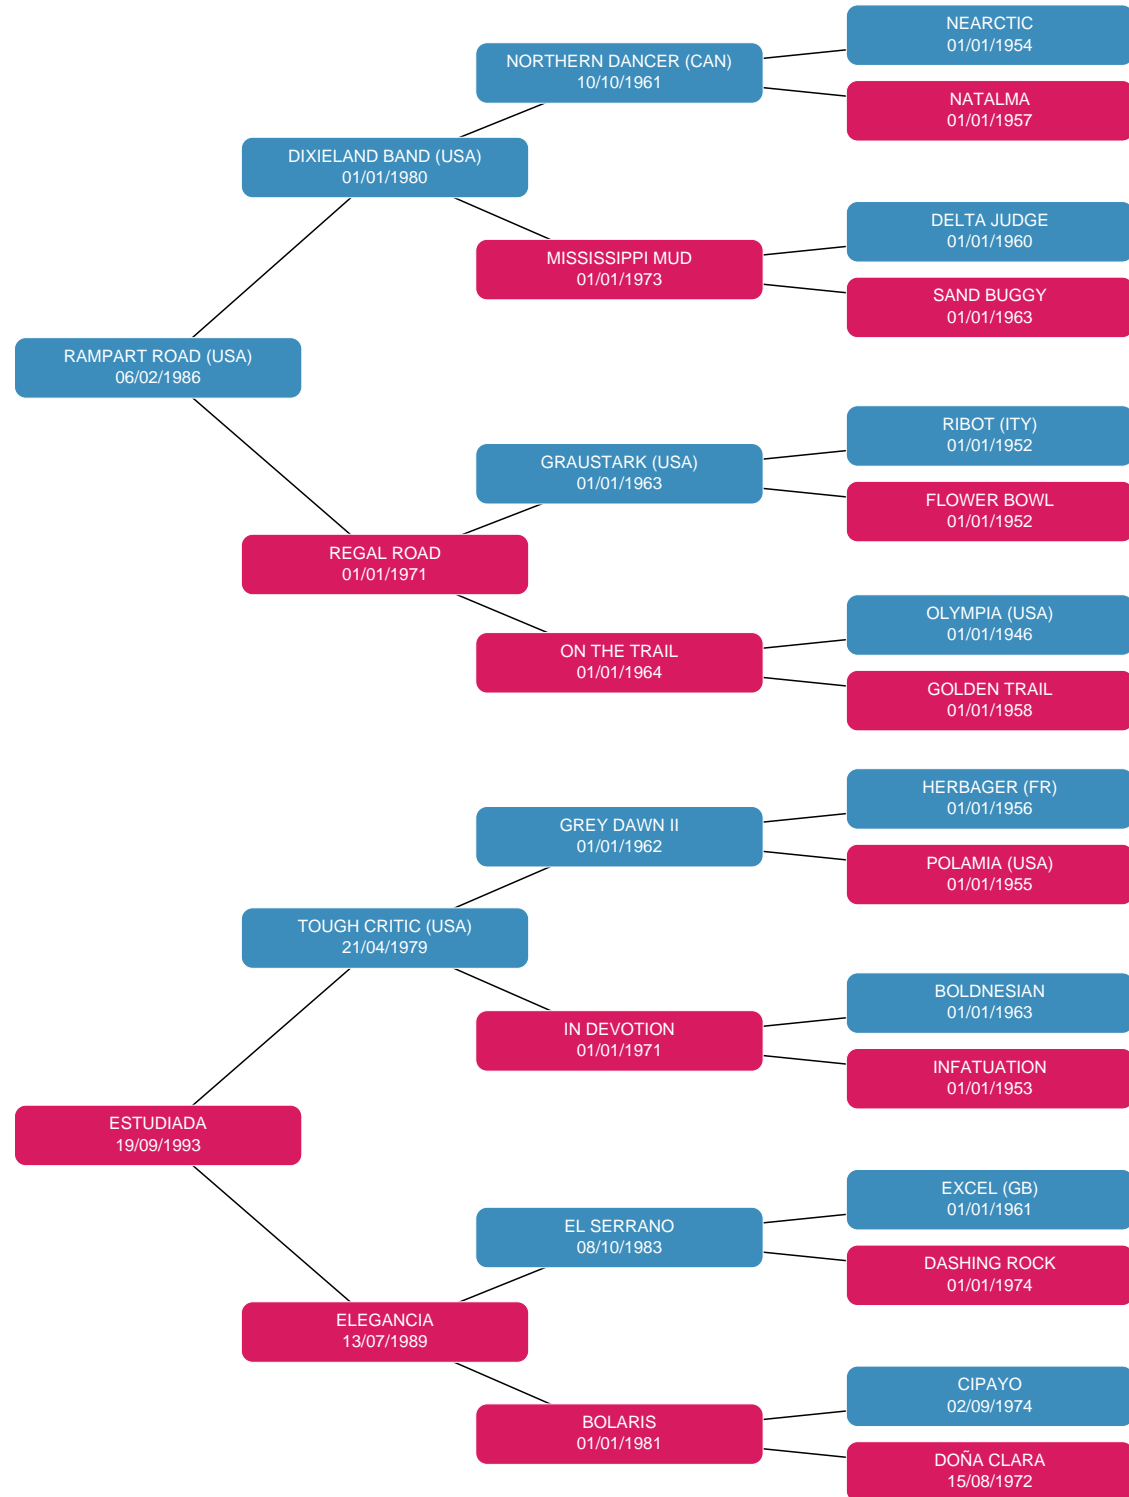 NEARCTIC
01/01/1954
NORTHERN DANCER (CAN)
10/10/1961
NATALMA
01/01/1957
DIXIELAND BAND (USA)
01/01/1980
DELTA JUDGE
01/01/1960
MISSISSIPPI MUD
01/01/1973
SAND BUGGY
01/01/1963
RAMPART ROAD (USA)
06/02/1986
RIBOT (ITY)
01/01/1952
GRAUSTARK (USA)
01/01/1963
FLOWER BOWL
01/01/1952
REGAL ROAD
01/01/1971
OLYMPIA (USA)
01/01/1946
ON THE TRAIL
01/01/1964
GOLDEN TRAIL
01/01/1958
HERBAGER (FR)
01/01/1956
GREY DAWN II
01/01/1962
POLAMIA (USA)
01/01/1955
TOUGH CRITIC (USA)
21/04/1979
BOLDNESIAN
01/01/1963
IN DEVOTION
01/01/1971
INFATUATION
01/01/1953
ESTUDIADA
19/09/1993
EXCEL (GB)
01/01/1961
EL SERRANO
08/10/1983
DASHING ROCK
01/01/1974
ELEGANCIA
13/07/1989
CIPAYO
02/09/1974
BOLARIS
01/01/1981
DOÑA CLARA
15/08/1972